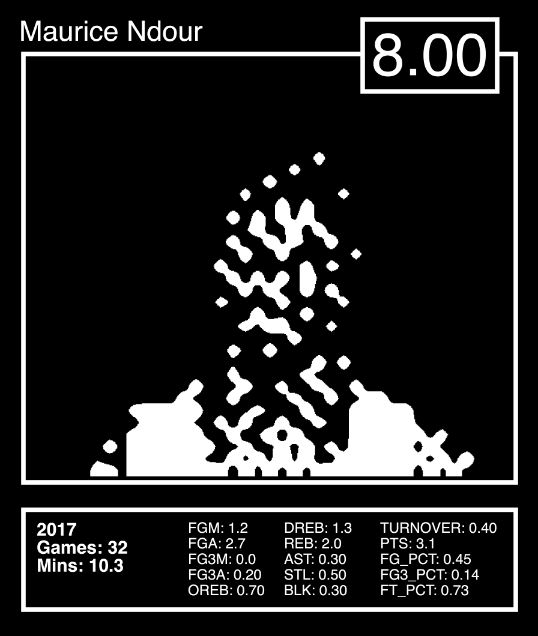 Maurice Ndour
8.00
2017
Games: 32
Mins: 10.3
FGM: 1.2
FGA: 2.7
FG3M: 0.0
FG3A: 0.20
OREB: 0.70
DREB: 1.3
REB: 2.0
AST: 0.30
STL: 0.50
BLK: 0.30
TURNOVER: 0.40
PTS: 3.1
FG_PCT: 0.45
FG3_PCT: 0.14
FT_PCT: 0.73